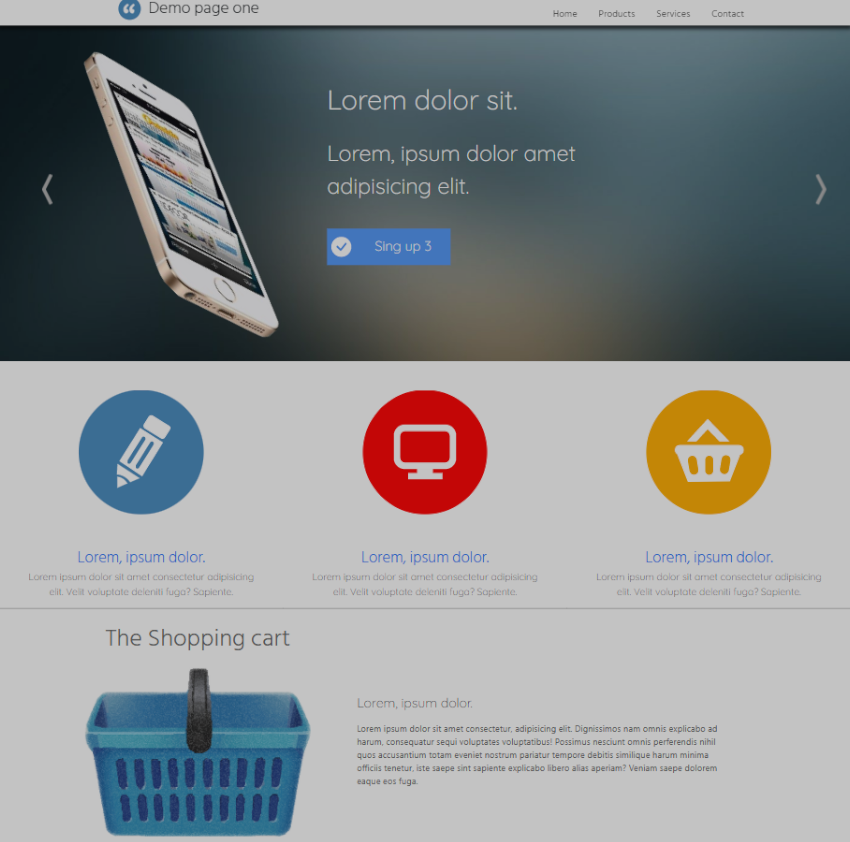 Demo page one
Home Products Services Contact
Lorem dolor sit.
Lorem, ipsum dolor amet
adipisicing elit.
Sing up 3
Lorem, ipsum dolor.
Lorem ipsum dolor sit amet consectetur adipisicing
elit. Velit voluptate deleniti fuga? Sapiente.
Lorem, ipsum dolor.
Lorem ipsum dolor sit amet consectetur adipisicing
elit. Velit voluptate deleniti fuga? Sapiente.
Lorem, ipsum dolor.
Lorem ipsum dolor sit amet consectetur adipisicing
elit. Velit voluptate deleniti fuga? Sapiente.
The Shopping cart
Lorem, ipsum dolor.
Lorem ipsum dolor sit amet consectetur, adipisicing elit. Dignissimos nam omnis explicabo ad
harum, consequatur sequi voluptates voluptatibus! Possimus nesciunt omnis perferendis nihil
quos accusantium totam eveniet nostrum pariatur tempore debitis similique harum minima
officiis tenetur, iste saepe sint sapiente explicabo libero alias aperiam? Veniam saepe dolorem
eaque eos fuga.